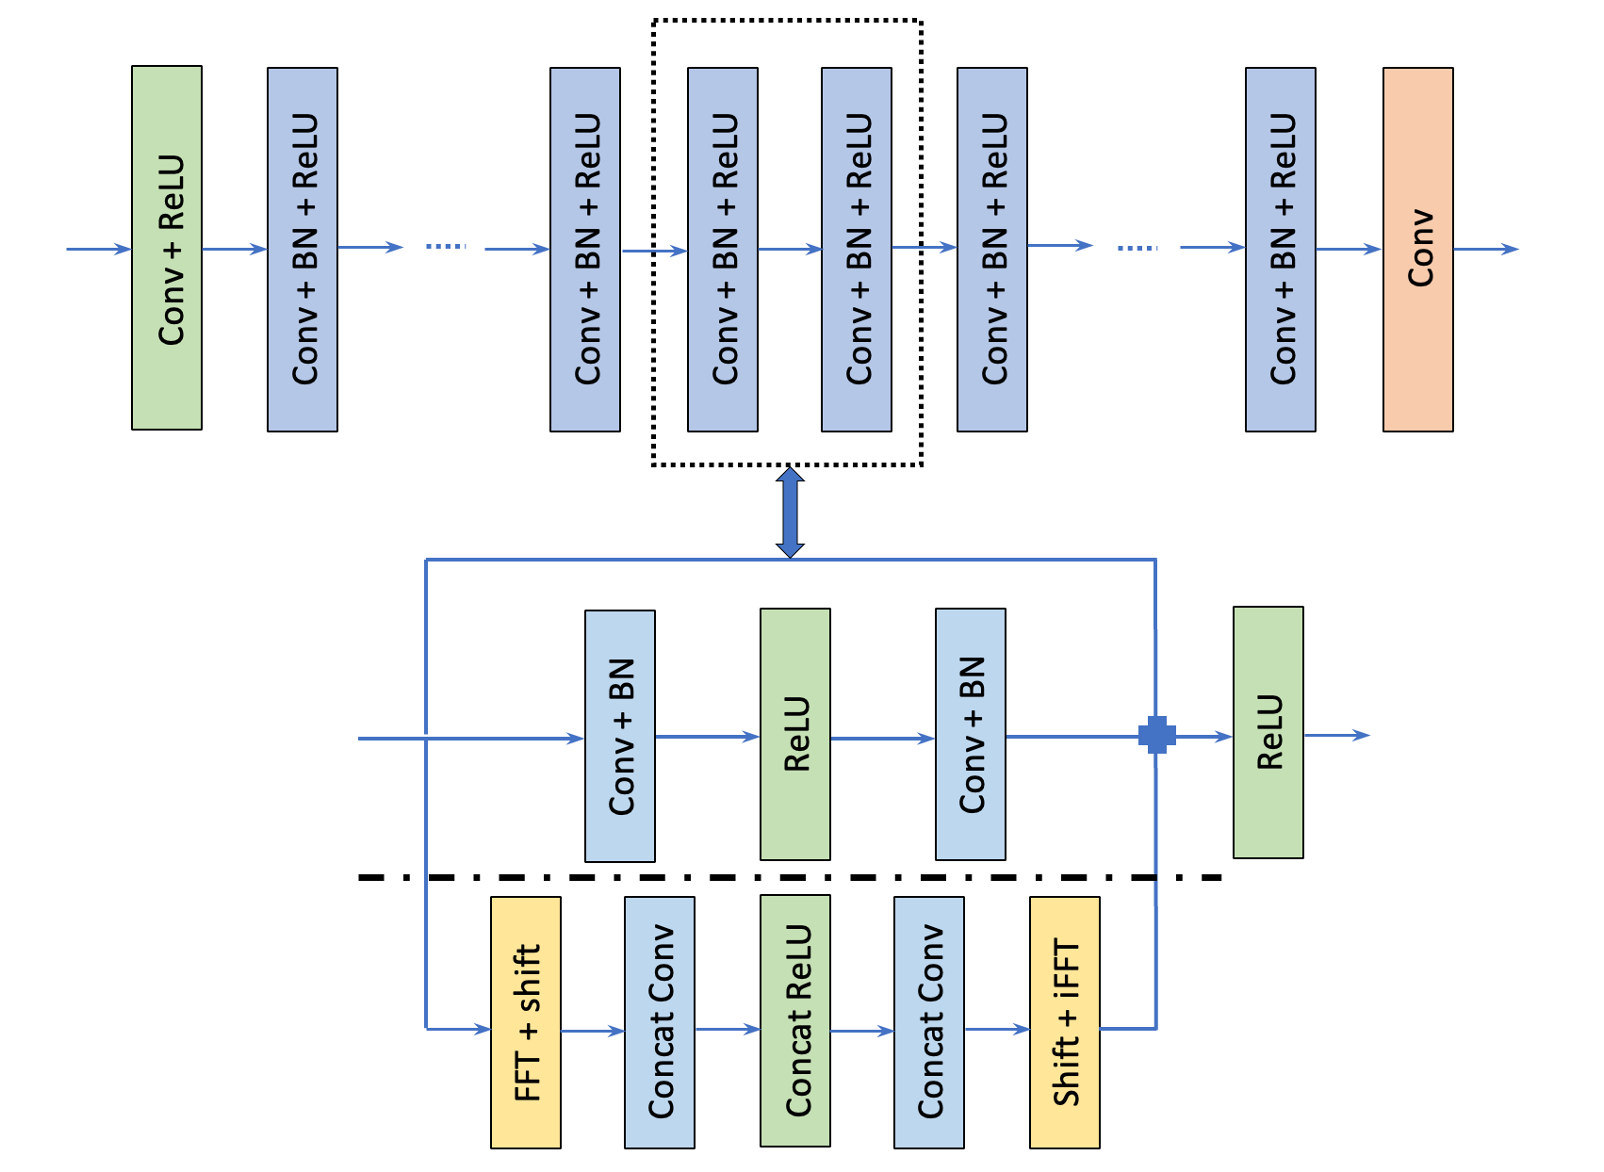 Conv + ReLU
Conv + BN + ReLU
Conv + BN + ReLU
Conv + BN + ReLU
Conv + BN + ReLU
Conv + BN + ReLU
Conv + BN + ReLU
Conv
Conv + BN
ReLU
Conv + BN
ReLU
FFT + shift
Concat Conv
Concat ReLU
Concat Conv
Shift + iFFT